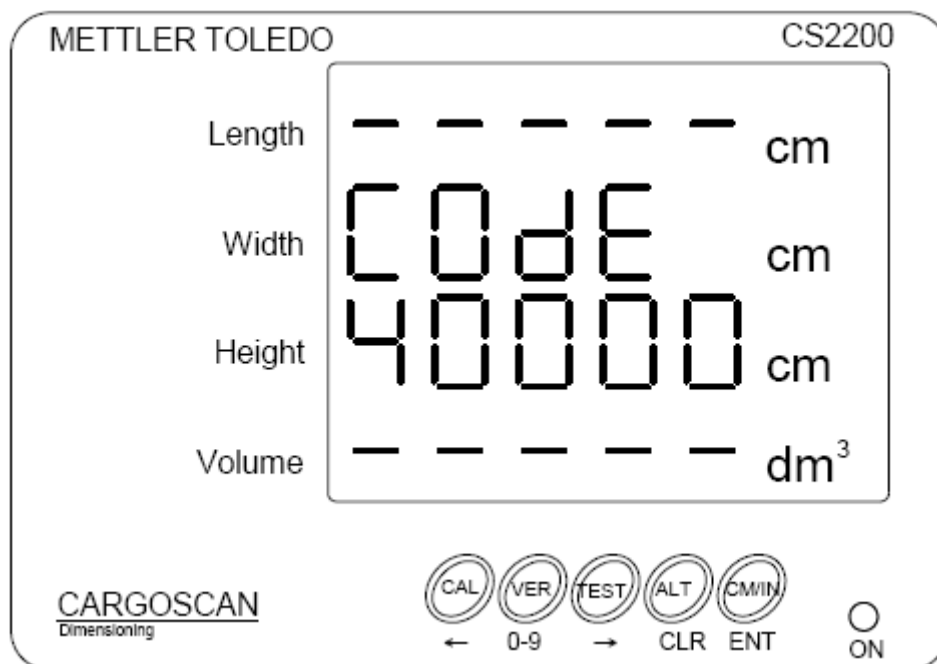 METTLER TOLEDO CS2200
Length - - - - - cm
Width COdE cm
Height 40000 cm
Volume - - - - - dm³
CAL VER TEST ALT CM/IN
← 0-9 → CLR ENT
CARGOSCAN
Dimensioning
ON